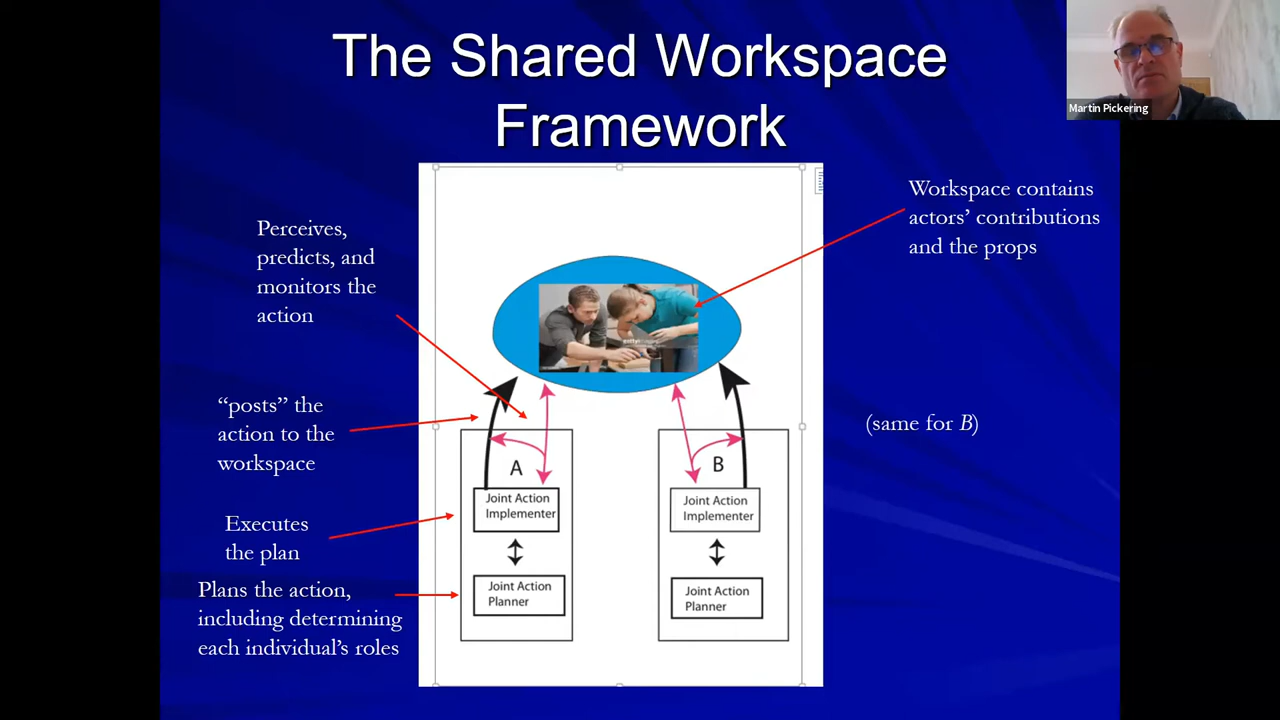 The Shared Workspace
Framework
Martin Pickering
Workspace contains
actors’ contributions
and the props
Perceives,
predicts, and
monitors the
action
“posts” the
action to the
workspace
(same for B)
Executes
the plan
Plans the action,
including determining
each individual’s roles
A
Joint Action
Implementer
Joint Action
Planner
B
Joint Action
Implementer
Joint Action
Planner